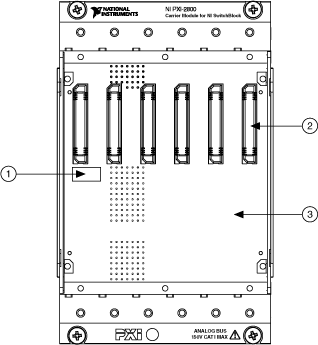 NATIONAL INSTRUMENTS
NI PXI-2800
Carrier Module for NI SwitchBlock
2
1
3
PXI
ANALOG BUS
150V CAT I MAX